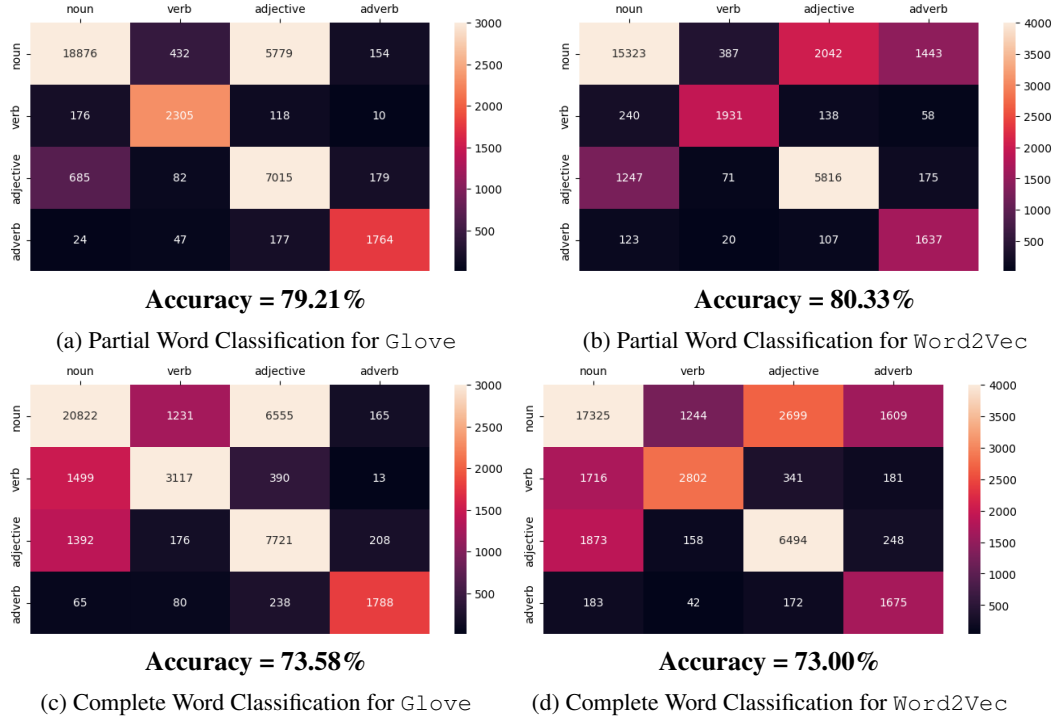 noun verb adjective adverb
noun 18876 432 5779 154
verb 176 2305 118 10
adjective 685 82 7015 179
adverb 24 47 177 1764
3000
2500
2000
1500
1000
500
Accuracy = 79.21%
(a) Partial Word Classification for Glove
noun verb adjective adverb
noun 15323 387 2042 1443
verb 240 1931 138 58
adjective 1247 71 5816 175
adverb 123 20 107 1637
4000
3500
3000
2500
2000
1500
1000
500
Accuracy = 80.33%
(b) Partial Word Classification for Word2Vec
noun verb adjective adverb
noun 20822 1231 6555 165
verb 1499 3117 390 13
adjective 1392 176 7721 208
adverb 65 80 238 1788
3000
2500
2000
1500
1000
500
Accuracy = 73.58%
(c) Complete Word Classification for Glove
noun verb adjective adverb
noun 17325 1244 2699 1609
verb 1716 2802 341 181
adjective 1873 158 6494 248
adverb 183 42 172 1675
4000
3500
3000
2500
2000
1500
1000
500
Accuracy = 73.00%
(d) Complete Word Classification for Word2Vec